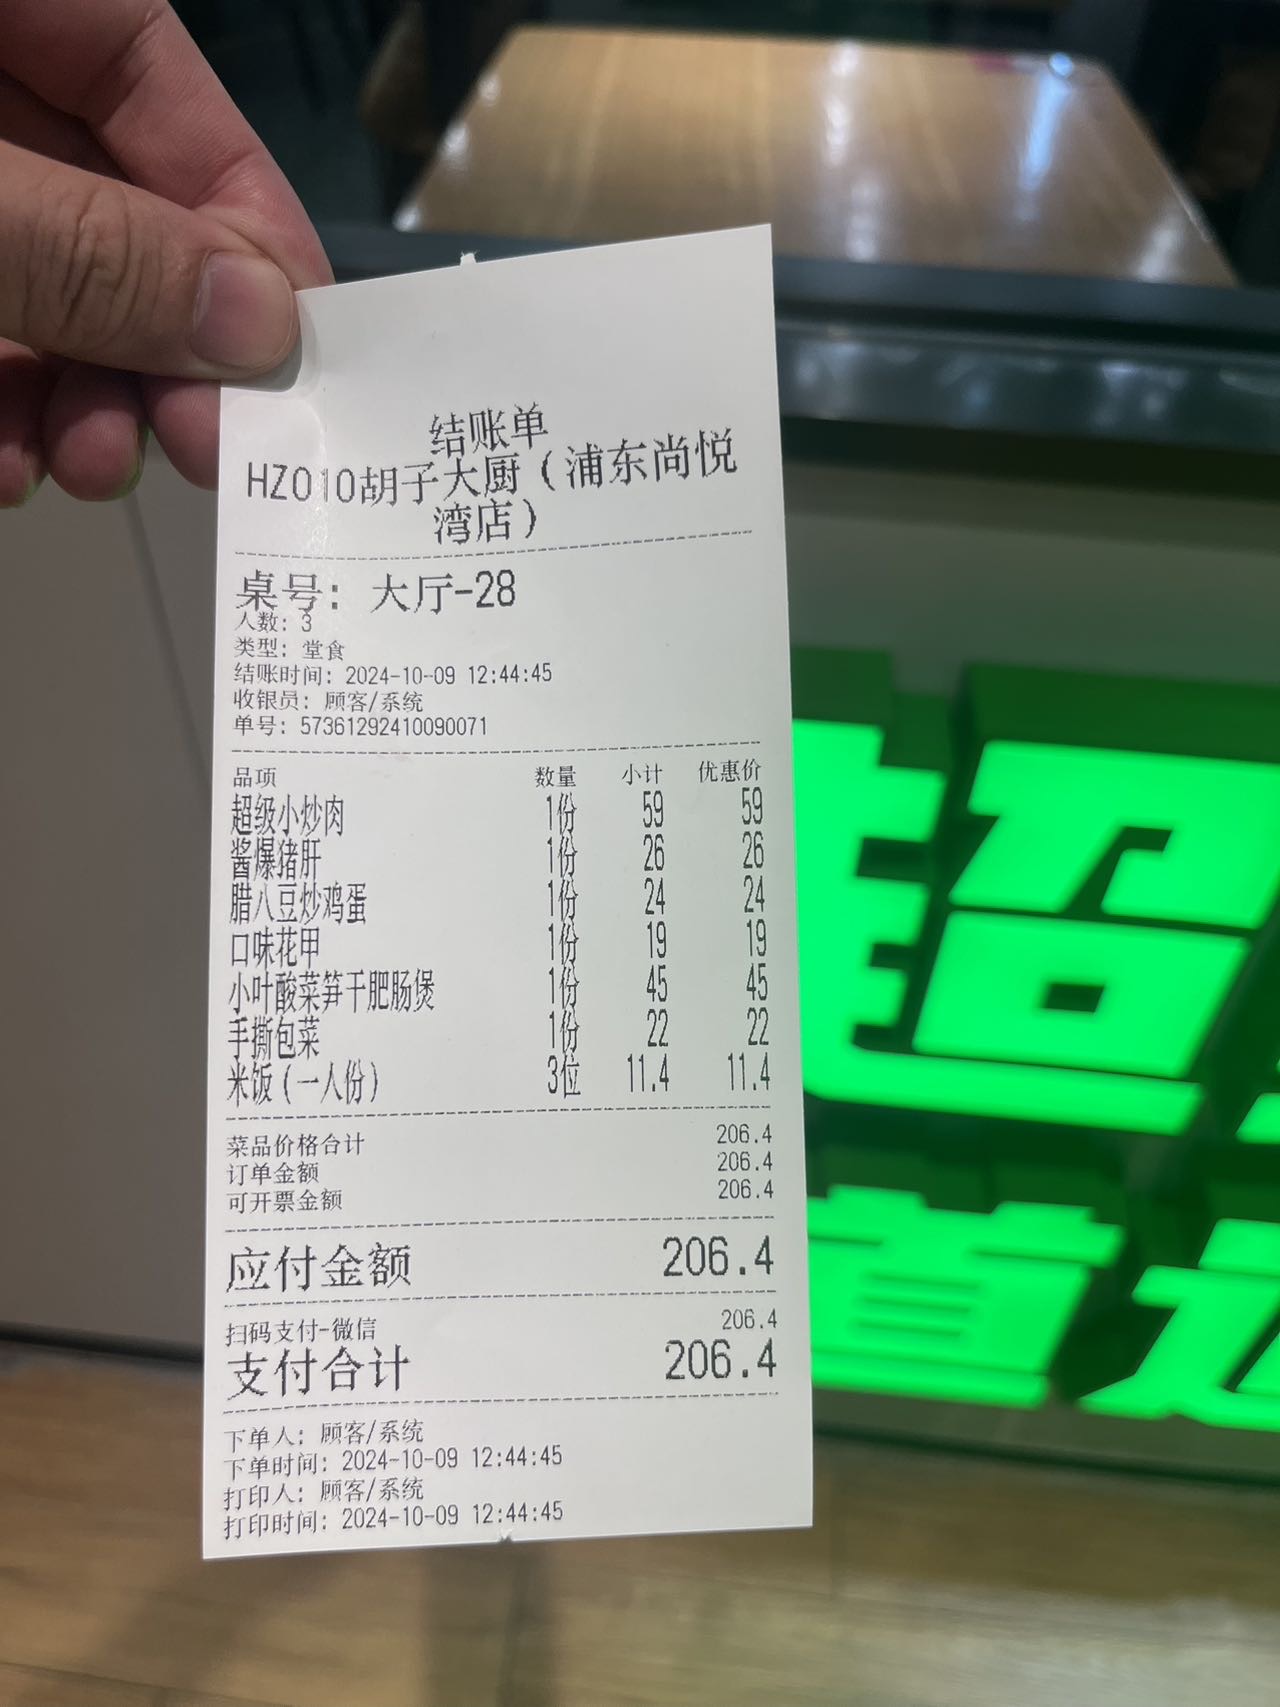 结账单
HZ010胡子大厨（浦东尚悦
湾店）
桌号：大厅-28
人数：3
类型：堂食
结账时间：2024-10-09 12:44:45
收银员：顾客/系统
单号：57361292410090071
品项 数量 小计 优惠价
超级小炒肉 1份 59 59
酱爆猪肝 1份 26 26
腊八豆炒鸡蛋 1份 24 24
口味花甲 1份 19 19
小叶酸菜笋干肥肠煲 1份 45 45
手撕包菜 1份 22 22
米饭（一人份） 3位 11.4 11.4
菜品价格合计 206.4
订单金额 206.4
可开票金额 206.4
应付金额 206.4
扫码支付-微信 206.4
支付合计 206.4
下单人：顾客/系统
下单时间：2024-10-09 12:44:45
打印人：顾客/系统
打印时间：2024-10-09 12:44:45
超